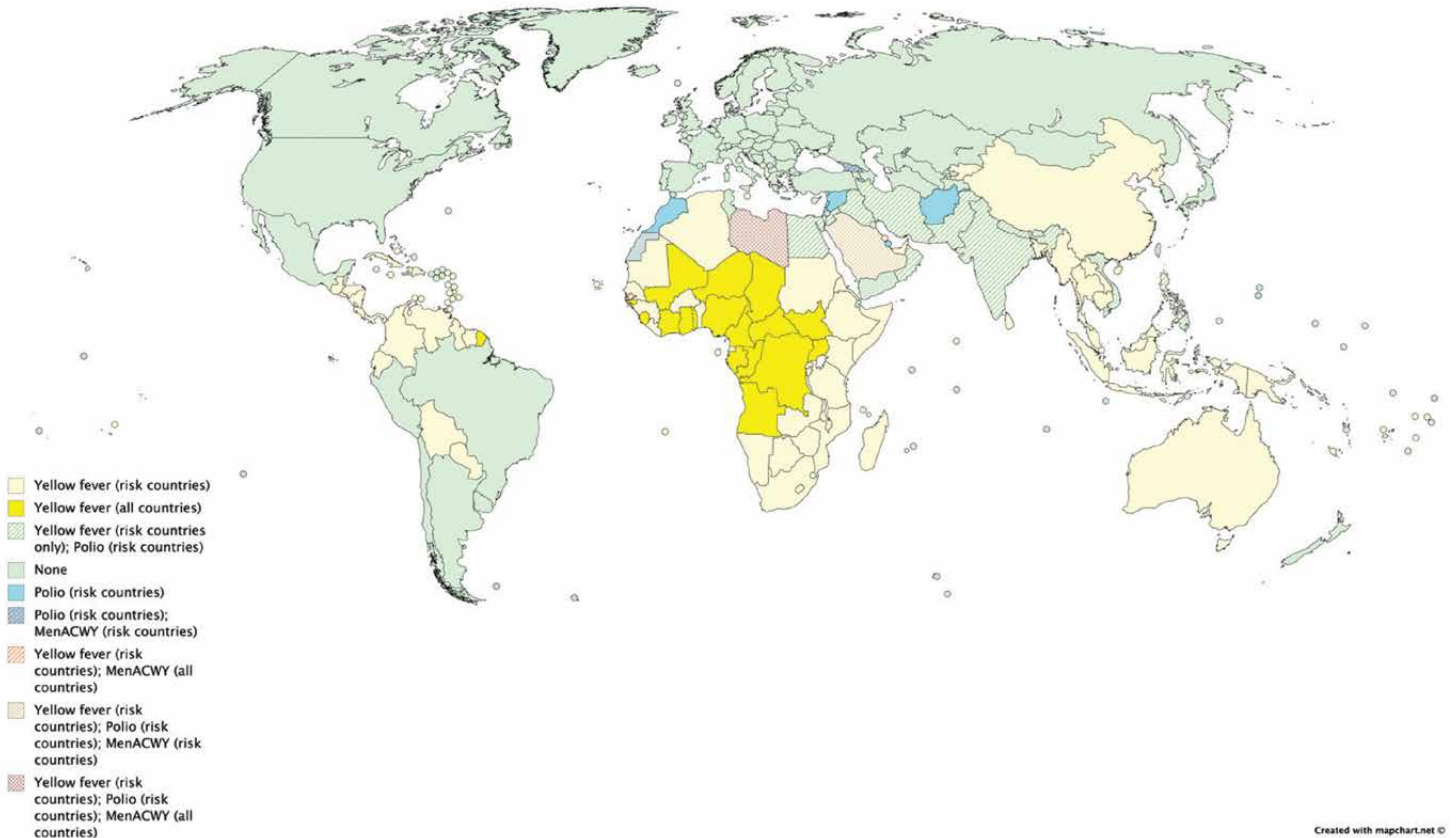 Yellow fever (risk countries)
Yellow fever (all countries)
Yellow fever (risk countries
only); Polio (risk countries)
None
Polio (risk countries)
Polio (risk countries);
MenACWY (risk countries)
Yellow fever (risk
countries); MenACWY (all
countries)
Yellow fever (risk
countries); Polio (risk
countries); MenACWY (risk
countries)
Yellow fever (risk
countries); Polio (risk
countries); MenACWY (all
countries)
Created with mapchart.net ©